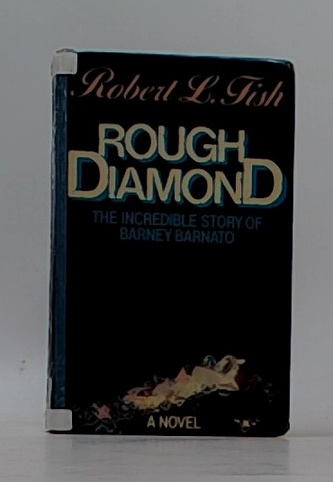 Robert L. Fish
ROUGH
DIAMOND
THE INCREDIBLE STORY OF
BARNEY BARNATO
A NOVEL